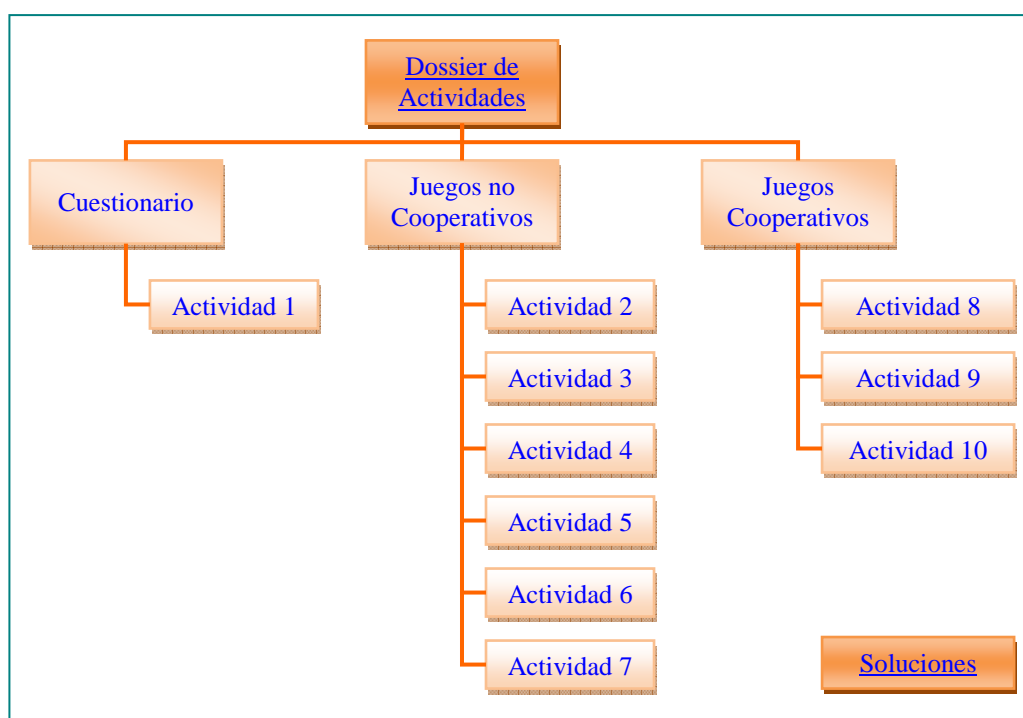 Dossier de
Actividades
Cuestionario
Juegos no
Cooperativos
Juegos
Cooperativos
Actividad 1
Actividad 2
Actividad 3
Actividad 4
Actividad 5
Actividad 6
Actividad 7
Actividad 8
Actividad 9
Actividad 10
Soluciones